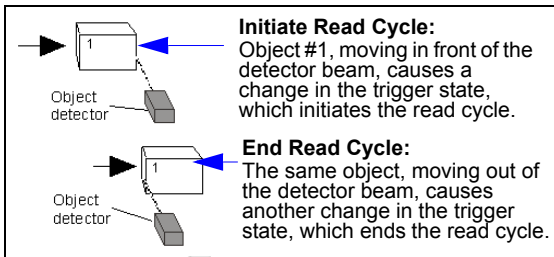 Initiate Read Cycle:
Object #1, moving in front of the
detector beam, causes a
change in the trigger state,
which initiates the read cycle.
1
Object
detector
End Read Cycle:
The same object, moving out of
the detector beam, causes
another change in the trigger
state, which ends the read cycle.
1
Object
detector